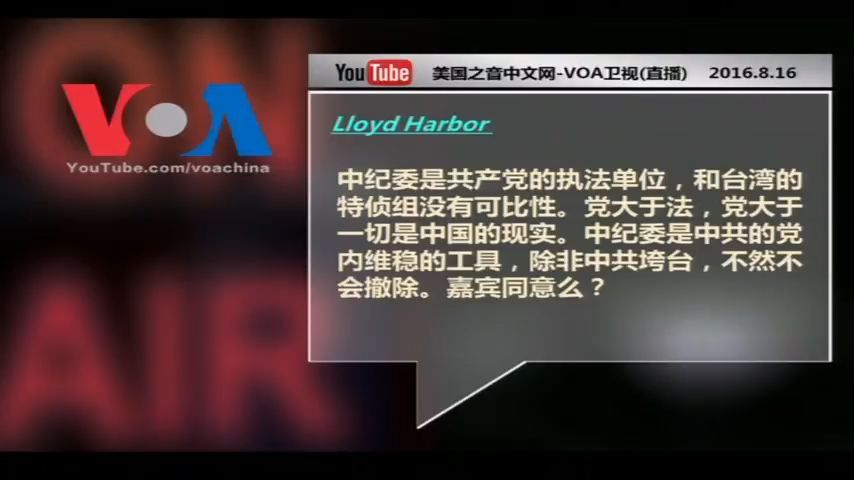 ON
AIR
VOA
YouTube.com/voachina
YouTube 美国之音中文网-VOA卫视(直播) 2016.8.16
Lloyd Harbor
中纪委是共产党的执法单位，和台湾的
特侦组没有可比性。党大于法，党大于
一切是中国的现实。中纪委是中共的党
内维稳的工具，除非中共垮台，不然不
会撤除。嘉宾同意么？